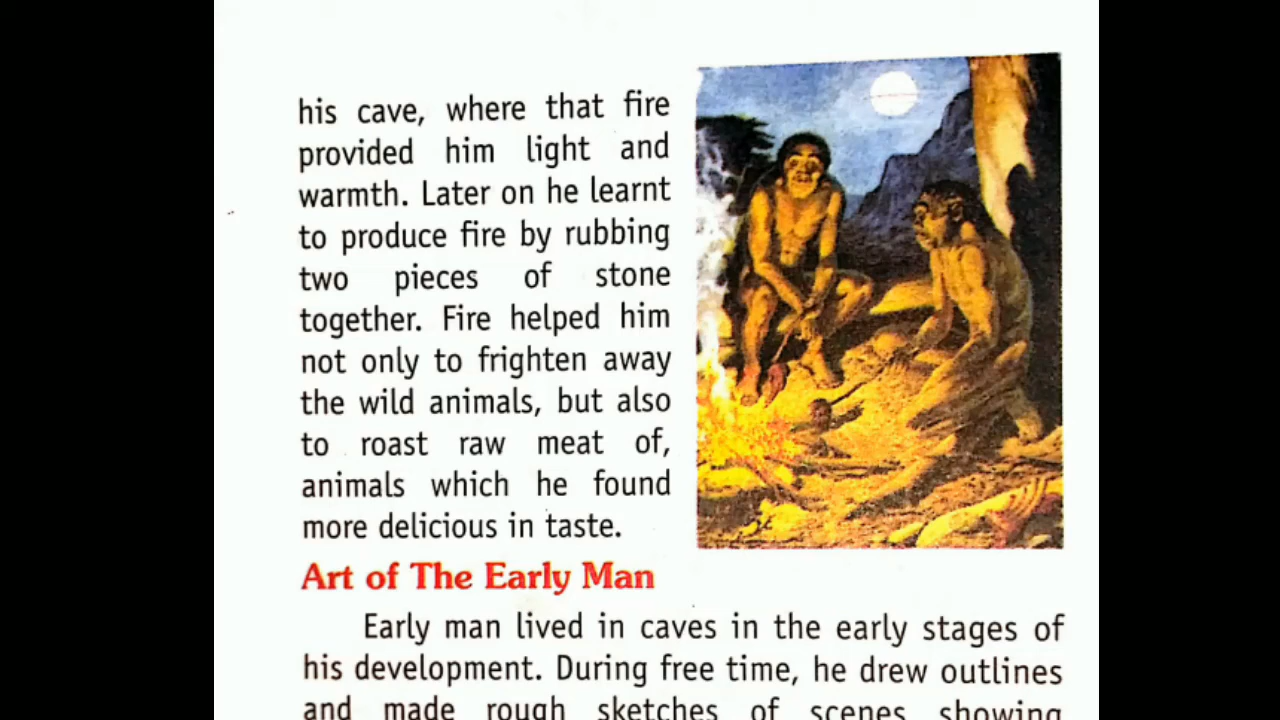 his cave, where that fire
provided him light and
warmth. Later on he learnt
to produce fire by rubbing
two pieces of stone
together. Fire helped him
not only to frighten away
the wild animals, but also
to roast raw meat of,
animals which he found
more delicious in taste.
Art of The Early Man
Early man lived in caves in the early stages of
his development. During free time, he drew outlines
and made rough sketches of scenes showing